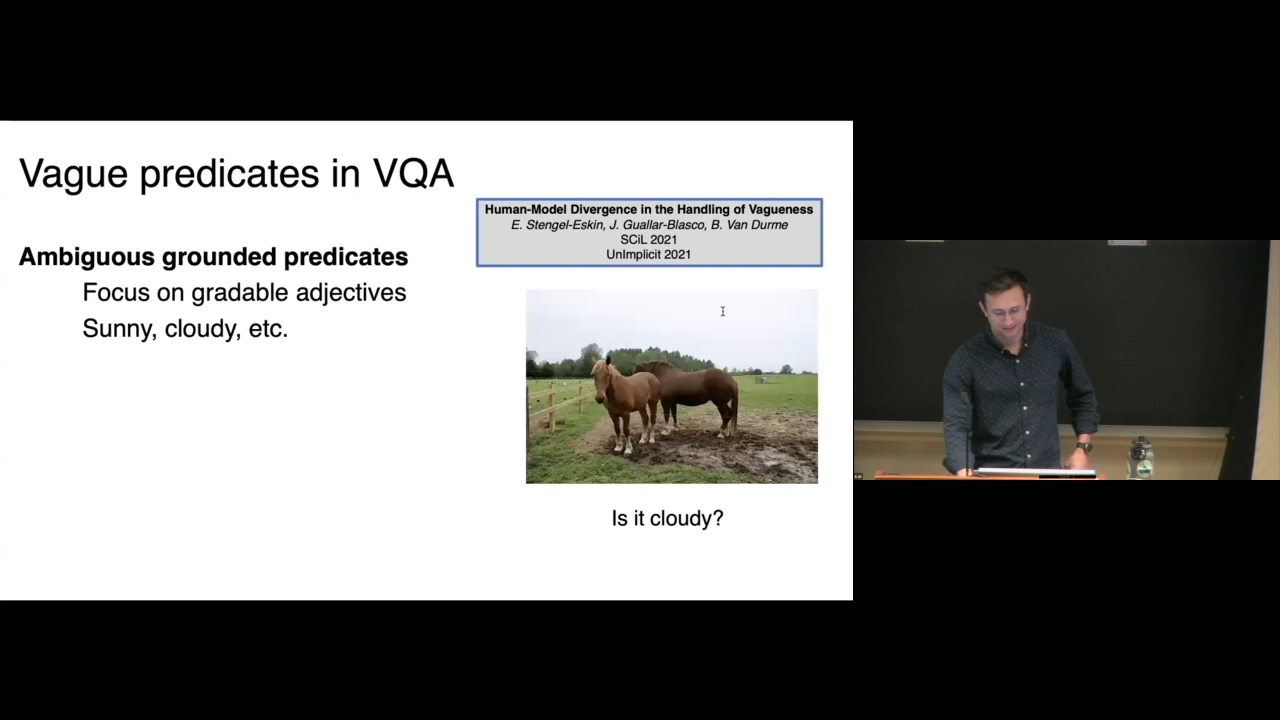 Vague predicates in VQA
Human-Model Divergence in the Handling of Vagueness
E. Stengel-Eskin, J. Guallar-Blasco, B. Van Durme
SCiL 2021
UnImplicit 2021
Ambiguous grounded predicates
Focus on gradable adjectives
Sunny, cloudy, etc.
Is it cloudy?